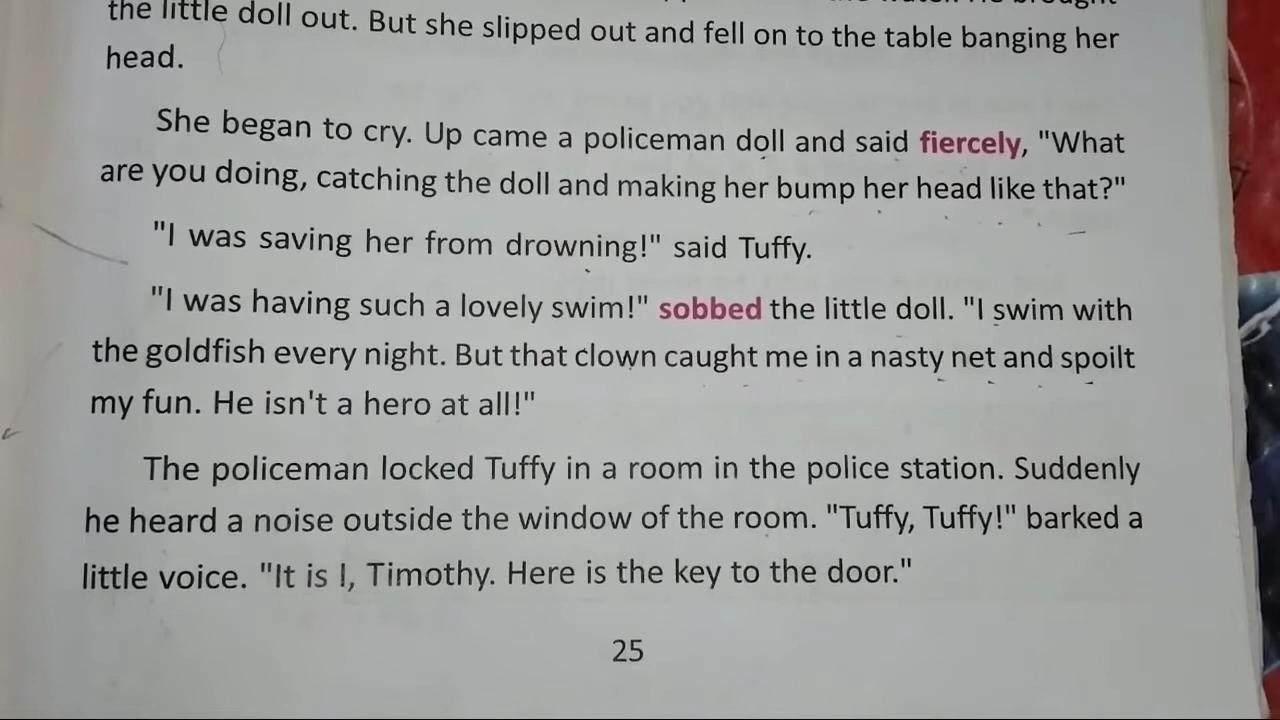 the little doll out. But she slipped out and fell on to the table banging her
head.
She began to cry. Up came a policeman doll and said fiercely, "What
are you doing, catching the doll and making her bump her head like that?"
"I was saving her from drowning!" said Tuffy.
"I was having such a lovely swim!" sobbed the little doll. "I swim with
the goldfish every night. But that clown caught me in a nasty net and spoilt
my fun. He isn't a hero at all!"
The policeman locked Tuffy in a room in the police station. Suddenly
he heard a noise outside the window of the room. "Tuffy, Tuffy!" barked a
little voice. "It is I, Timothy. Here is the key to the door."
25